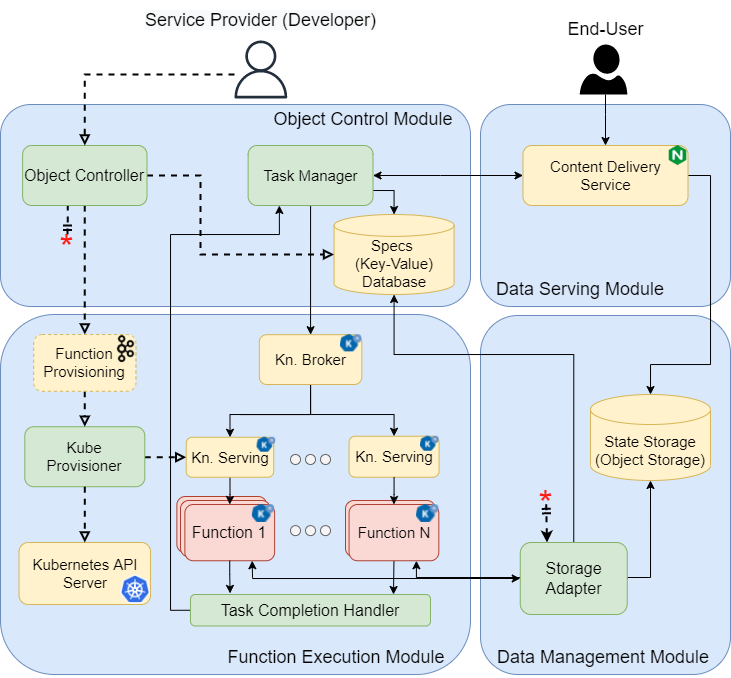 Service Provider (Developer)
End-User
Object Control Module
Object Controller
Task Manager
Content Delivery
Service
N
*
Specs
(Key-Value)
Database
Data Serving Module
Function
Provisioning
Kn. Broker
K
Kube
Provisioner
Kn. Serving
K
Kn. Serving
K
State Storage
(Object Storage)
*
Function 1
K
Function N
K
Kubernetes API
Server
Storage
Adapter
Task Completion Handler
Function Execution Module
Data Management Module